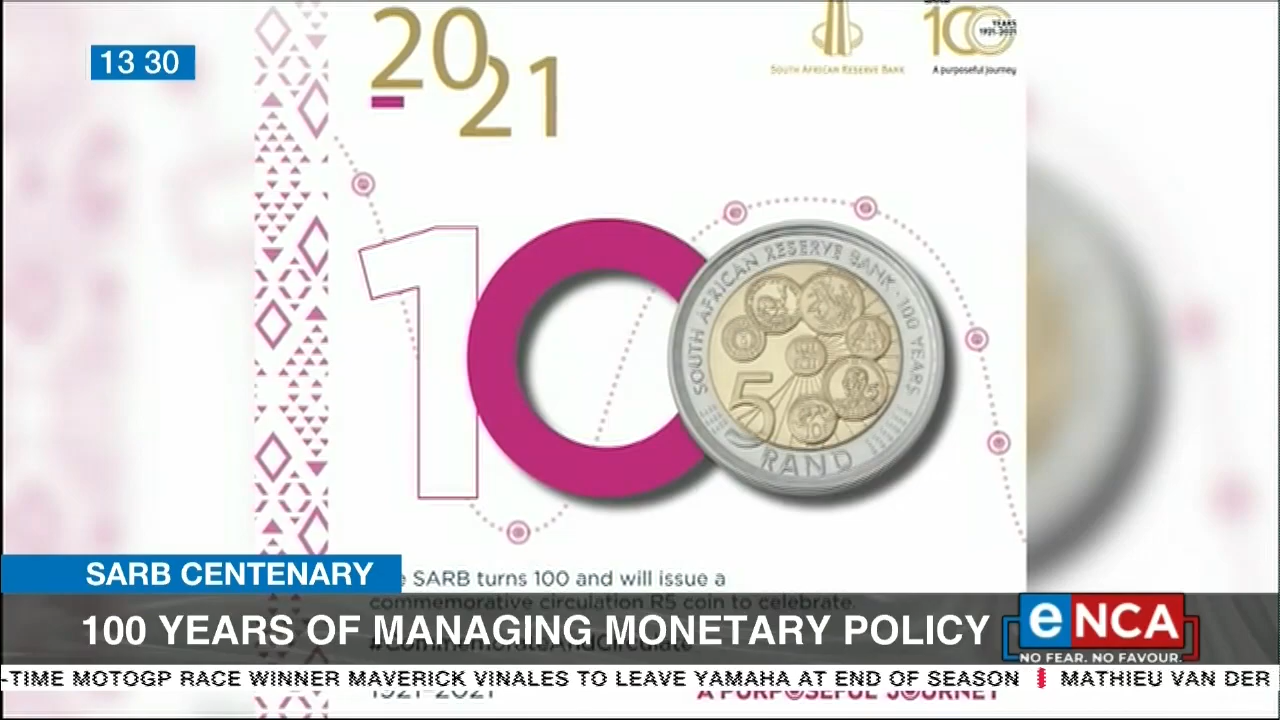 13 30
2021
SOUTH AFRICAN RESERVE BANK
100
YEARS
1921-2021
A purposeful journey
10
SOUTH AFRICAN RESERVE BANK · 100 YEARS
5
RAND
SARB CENTENARY
SARB turns 100 and will issue a
commemorative circulation R5 coin to celebrate.
100 YEARS OF MANAGING MONETARY POLICY
#CommemorateAndCirculate
eNCA
NO FEAR. NO FAVOUR.
-TIME MOTOGP RACE WINNER MAVERICK VINALES TO LEAVE YAMAHA AT END OF SEASON MATHIEU VAN DER
1921-2021
A PURPOSEFUL JOURNEY